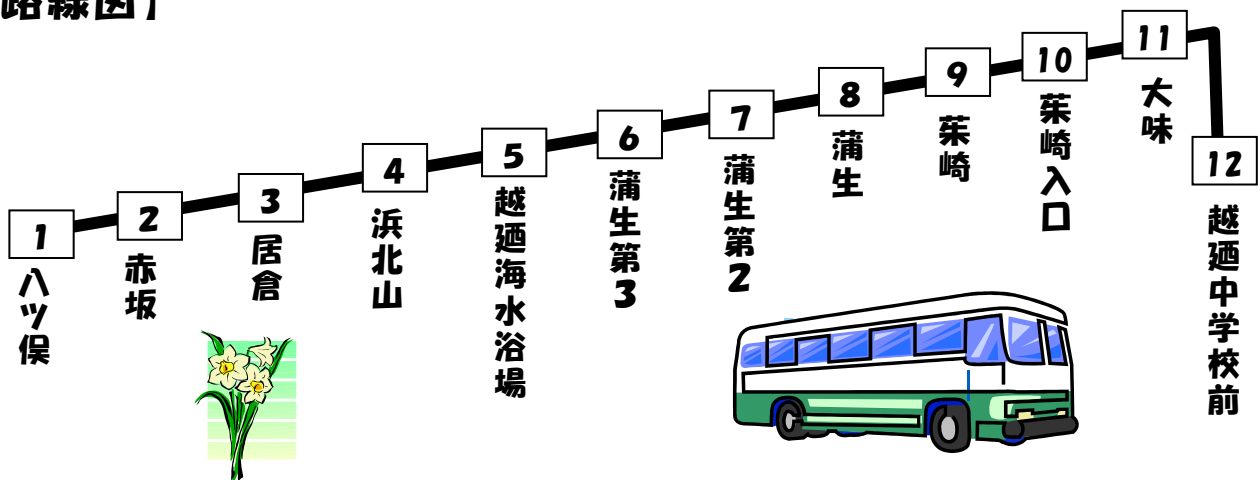 路線図】
1
八ツ俣
2
赤坂
3
居倉
4
浜北山
5
越廼海水浴場
6
蒲生第3
7
蒲生第2
8
蒲生
9
茱崎
10
茱崎入口
11
大味
12
越廼中学校前